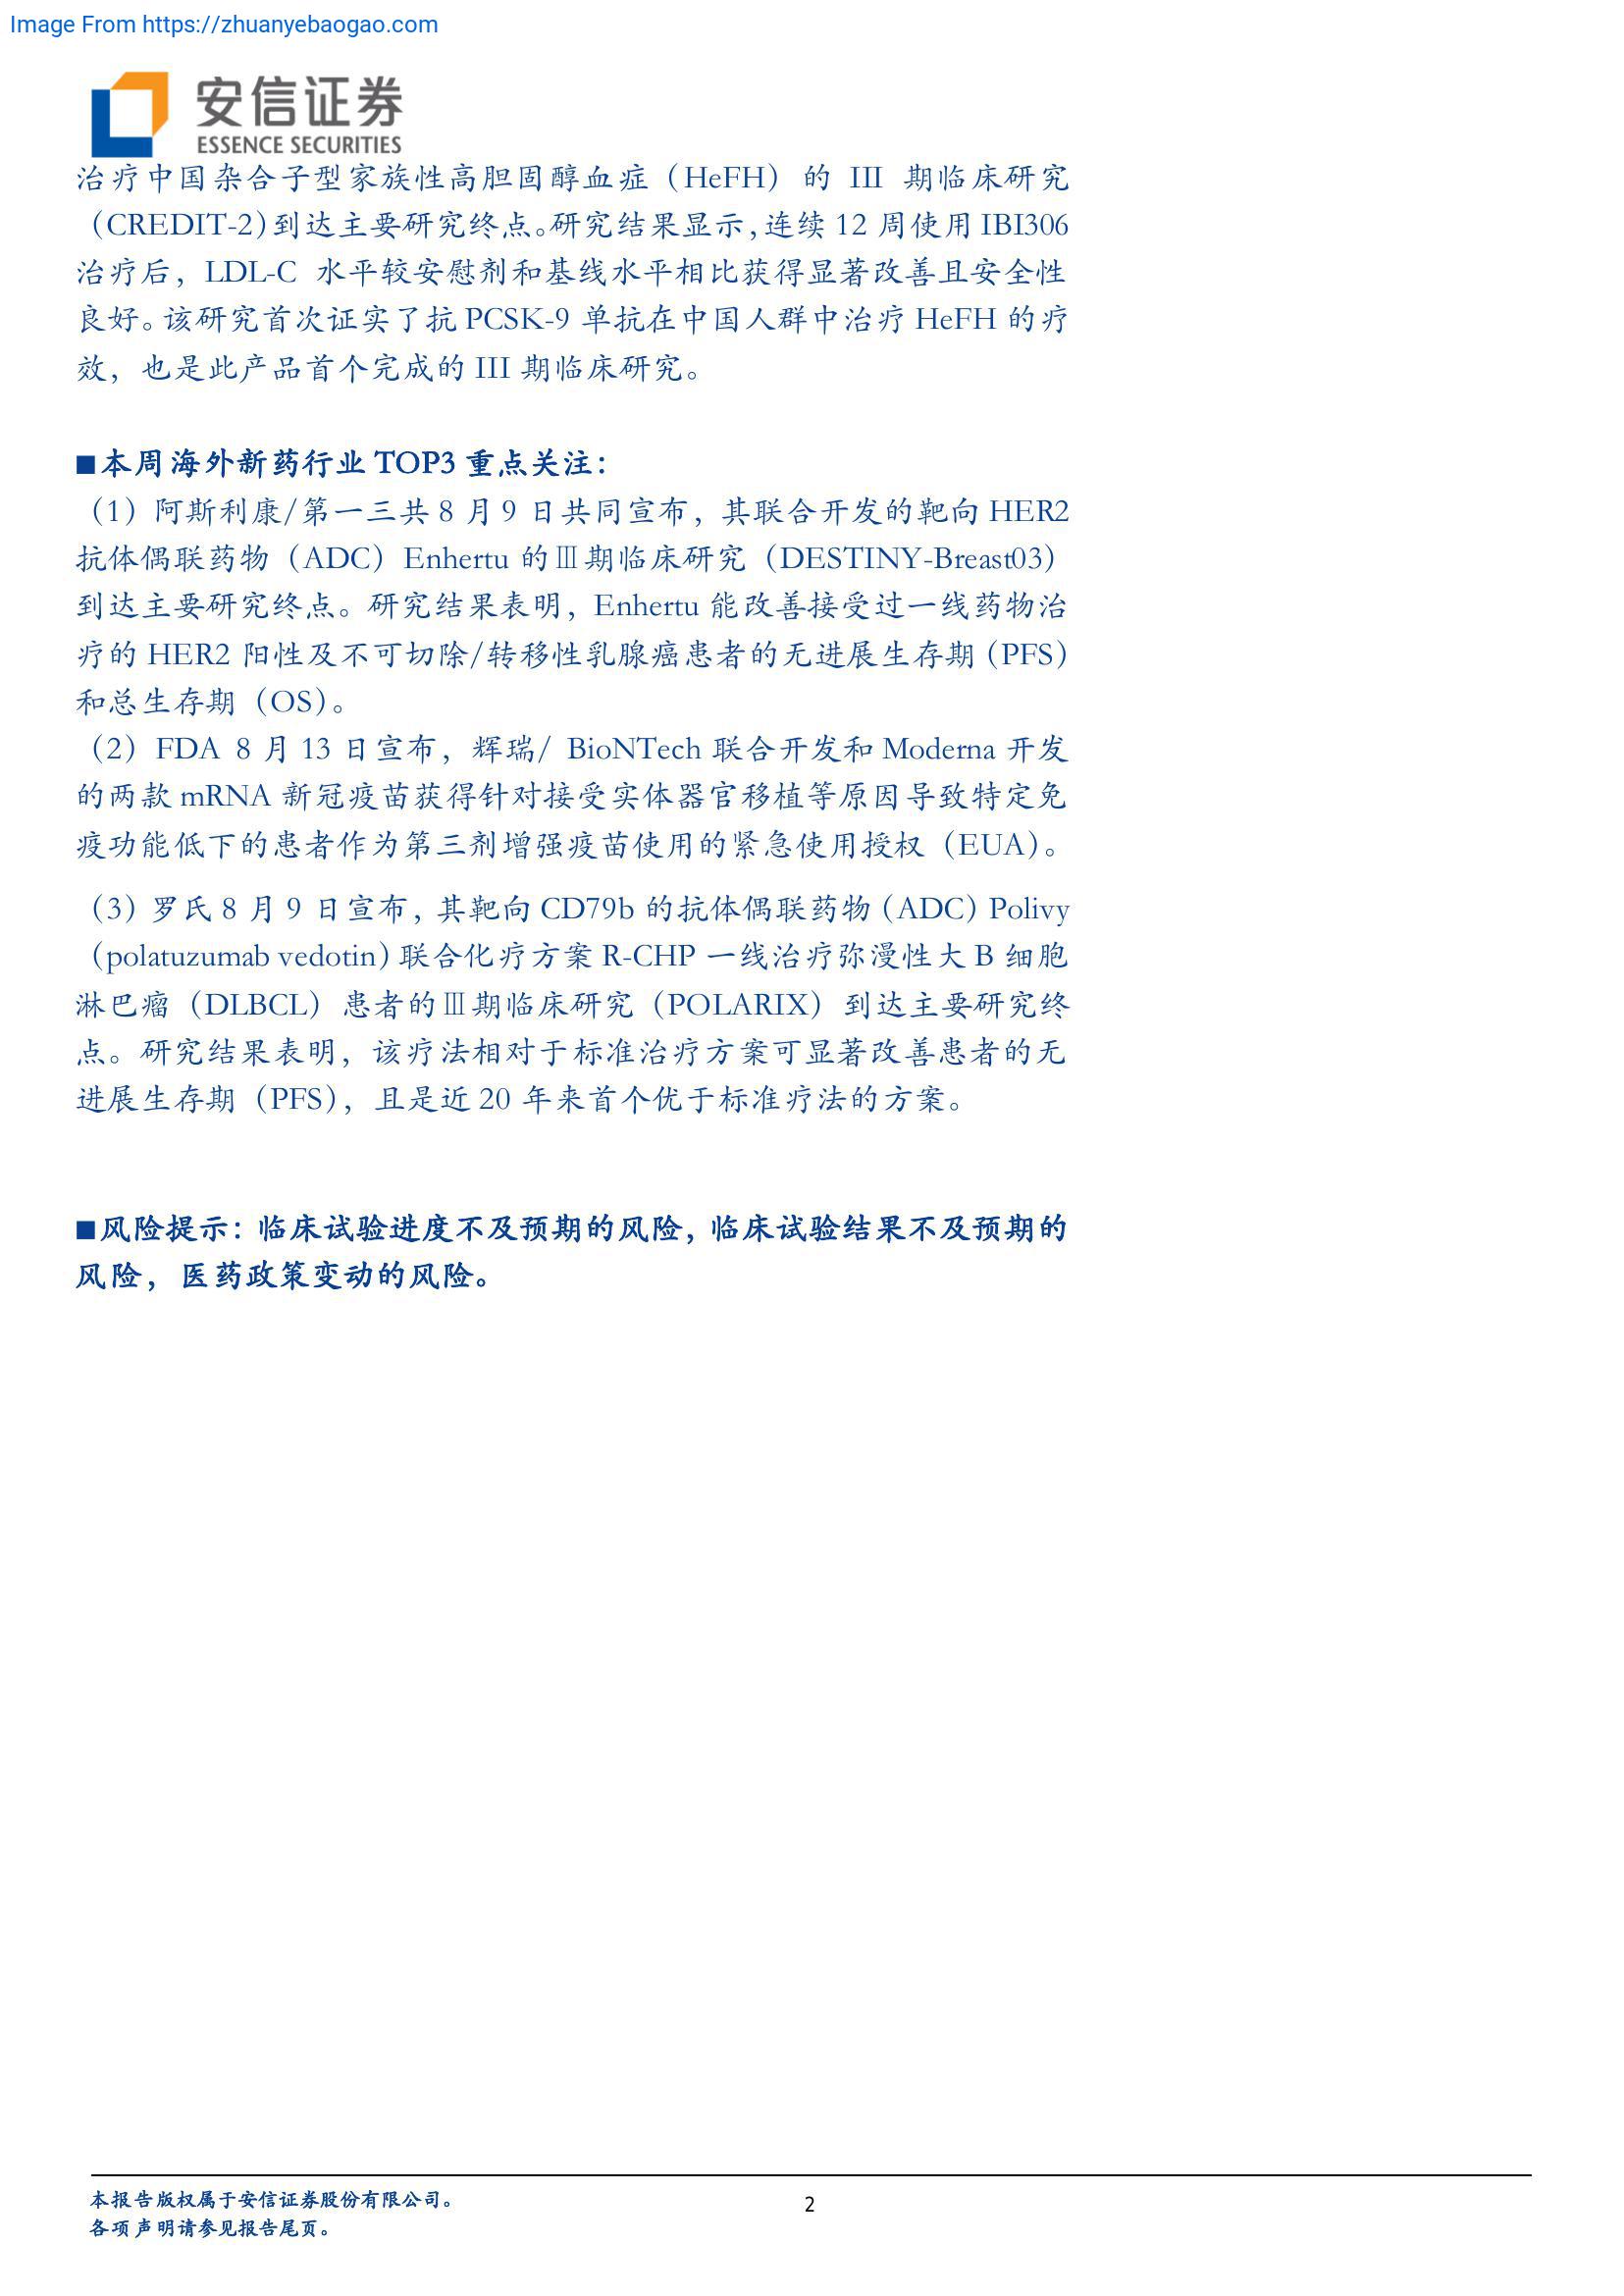 Image From https://zhuanyebaogao.com
安信证券
ESSENCE SECURITIES
治疗中国杂合子型家族性高胆固醇血症（HeFH）的 III 期临床研究
（CREDIT-2)到达主要研究终点。研究结果显示，连续 12 周使用 IBI306
治疗后，LDL-C 水平较安慰剂和基线水平相比获得显著改善且安全性
良好。该研究首次证实了抗 PCSK-9 单抗在中国人群中治疗 HeFH 的疗
效，也是此产品首个完成的 III 期临床研究。
■本周海外新药行业 TOP3 重点关注：
（1）阿斯利康/第一三共 8 月 9 日共同宣布，其联合开发的靶向 HER2
抗体偶联药物（ADC）Enhertu 的Ⅲ期临床研究（DESTINY-Breast03）
到达主要研究终点。研究结果表明，Enhertu 能改善接受过一线药物治
疗的 HER2 阳性及不可切除/转移性乳腺癌患者的无进展生存期（PFS）
和总生存期（OS）。
（2）FDA 8 月 13 日宣布，辉瑞/ BioNTech 联合开发和 Moderna 开发
的两款 mRNA 新冠疫苗获得针对接受实体器官移植等原因导致特定免
疫功能低下的患者作为第三剂增强疫苗使用的紧急使用授权（EUA）。
（3）罗氏 8 月 9 日宣布，其靶向 CD79b 的抗体偶联药物（ADC）Polivy
（polatuzumab vedotin）联合化疗方案 R-CHP 一线治疗弥漫性大 B 细胞
淋巴瘤（DLBCL）患者的Ⅲ期临床研究（POLARIX）到达主要研究终
点。研究结果表明，该疗法相对于标准治疗方案可显著改善患者的无
进展生存期（PFS），且是近 20 年来首个优于标准疗法的方案。
■风险提示：临床试验进度不及预期的风险，临床试验结果不及预期的
风险，医药政策变动的风险。
本报告版权属于安信证券股份有限公司。
2
各项声明请参见报告尾页。